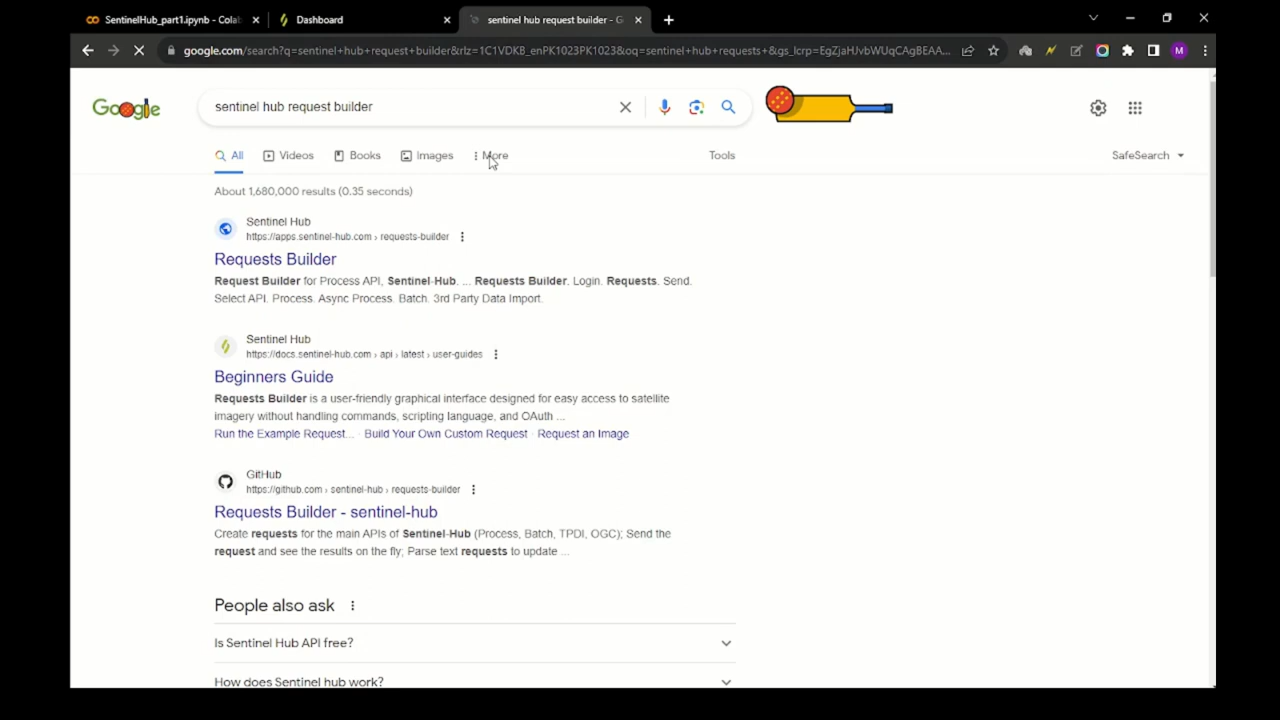 SentinelHub_part1.ipynb - Colab
Dashboard
sentinel hub request builder - G
google.com/search?q=sentinel+hub+request+builder&rlz=1C1VDKB_enPK1023PK1023&oq=sentinel+hub+requests+&gs_lcrp=EgZjaHJvbWUqCAgBEAA...
M
Google
sentinel hub request builder
All
Videos
Books
Images
More
Tools
SafeSearch
About 1,680,000 results (0.35 seconds)
Sentinel Hub
https://apps.sentinel-hub.com › requests-builder
Requests Builder
Request Builder for Process API, Sentinel-Hub. ... Requests Builder. Login. Requests. Send.
Select API. Process. Async Process. Batch. 3rd Party Data Import.
Sentinel Hub
https://docs.sentinel-hub.com › api › latest › user-guides
Beginners Guide
Requests Builder is a user-friendly graphical interface designed for easy access to satellite
imagery without handling commands, scripting language, and OAuth ...
Run the Example Request... · Build Your Own Custom Request · Request an Image
GitHub
https://github.com › sentinel-hub › requests-builder
Requests Builder - sentinel-hub
Create requests for the main APIs of Sentinel-Hub (Process, Batch, TPDI, OGC); Send the
request and see the results on the fly; Parse text requests to update ...
People also ask
Is Sentinel Hub API free?
How does Sentinel hub work?